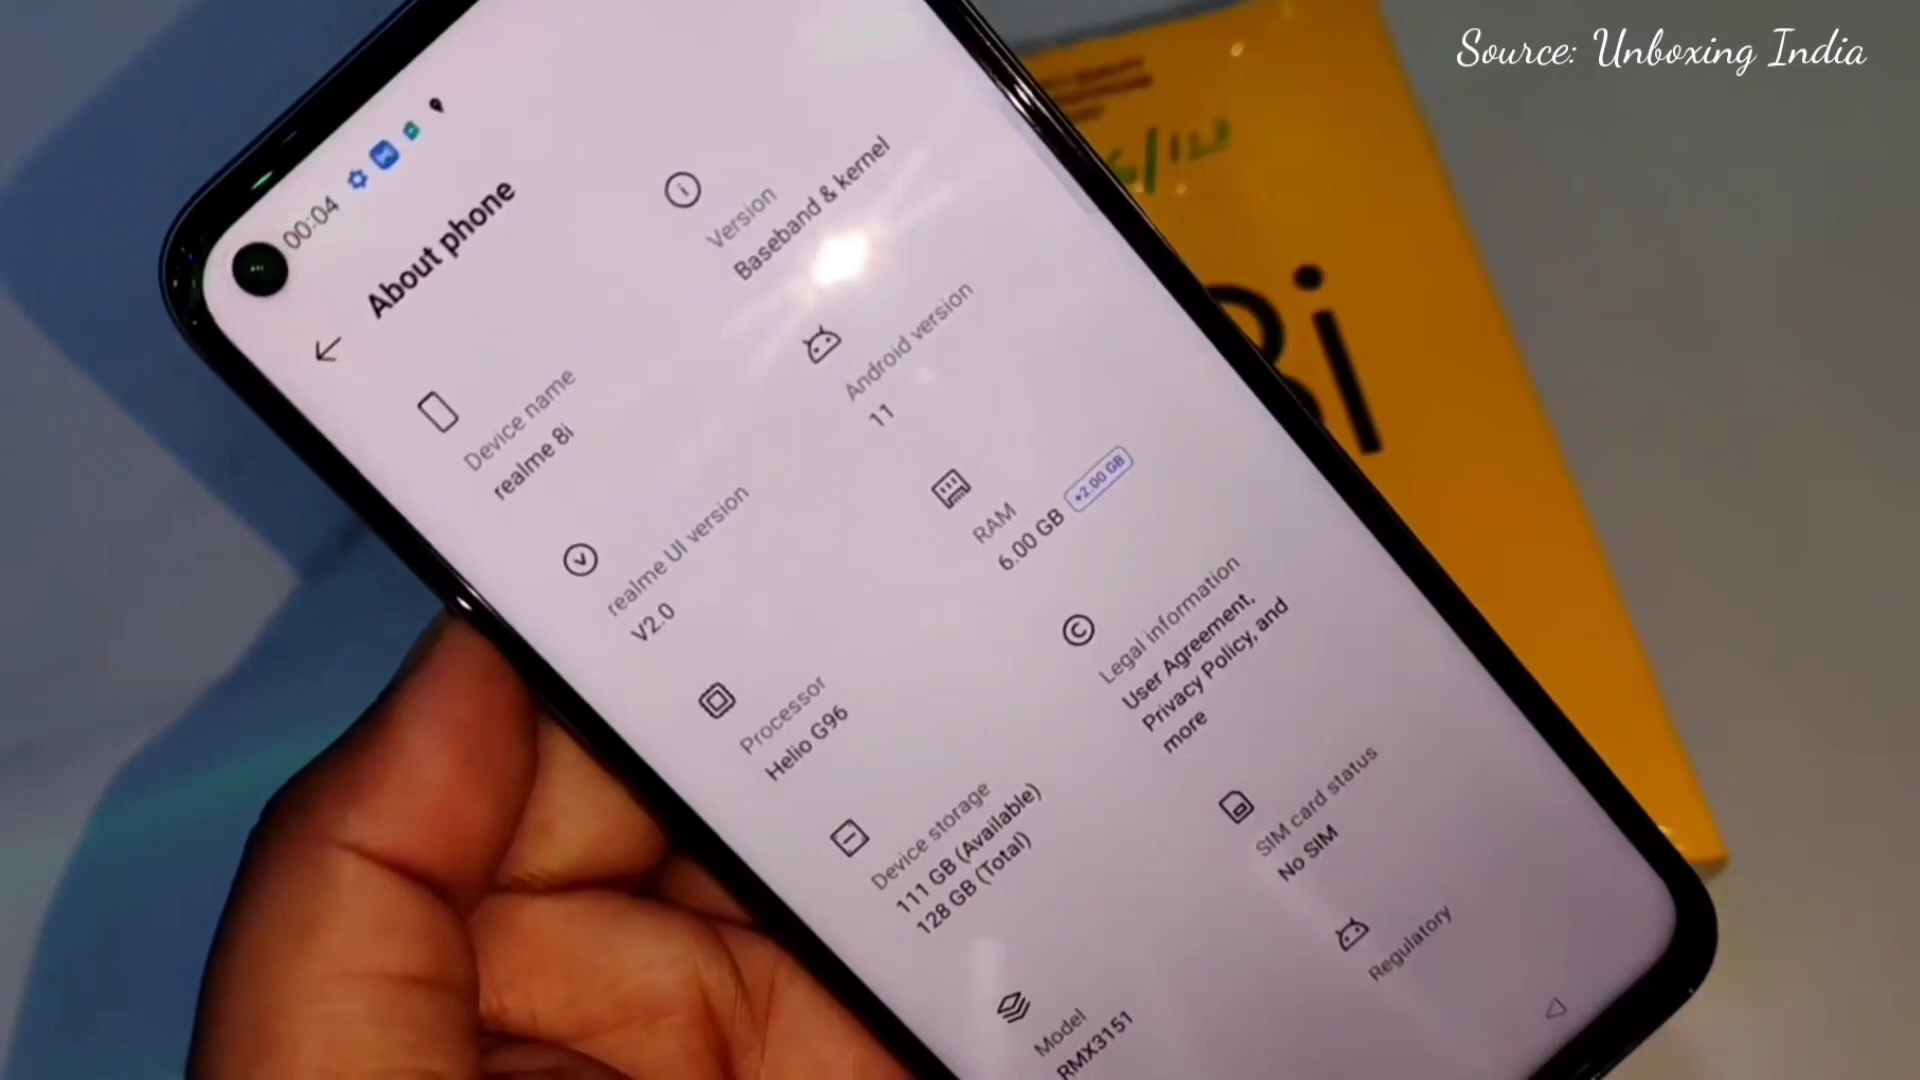 Source: Unboxing India
00:04
About phone
Device name
realme 8i
realme UI version
V2.0
Processor
Helio G96
Device storage
111 GB (Available)
128 GB (Total)
Model
RMX3151
Version
Baseband & kernel
Android version
11
RAM
6.00 GB +2.00 GB
Legal information
User Agreement,
Privacy Policy, and
more
SIM card status
No SIM
Regulatory
8i